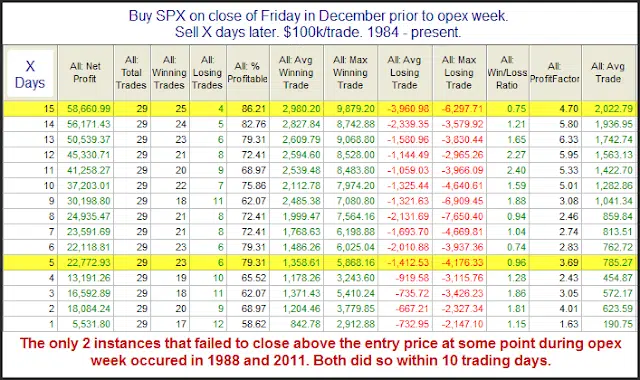 Buy SPX on close of Friday in December prior to opex week.
Sell X days later. $100k/trade. 1984 - present.
X Days All: Net Profit All: Total Trades All: Winning Trades All: Losing Trades All: % Profitable All: Avg Winning Trade All: Max Winning Trade All: Avg Losing Trade All: Max Losing Trade All: Win/Loss Ratio All: ProfitFactor All: Avg Trade
15 58,660.99 29 25 4 86.21 2,980.20 9,879.20 -3,960.98 -6,297.71 0.75 4.70 2,022.79
14 56,171.43 29 24 5 82.76 2,827.84 8,742.88 -2,339.35 -3,579.92 1.21 5.80 1,936.95
13 50,539.37 29 23 6 79.31 2,609.79 9,068.80 -1,580.96 -3,830.44 1.65 6.33 1,742.74
12 45,330.71 29 21 8 72.41 2,594.60 8,528.00 -1,144.49 -2,965.26 2.27 5.95 1,563.13
11 41,258.27 29 20 9 68.97 2,539.48 8,483.80 -1,059.03 -3,966.09 2.40 5.33 1,422.70
10 37,203.01 29 22 7 75.86 2,112.78 7,974.20 -1,325.44 -4,640.61 1.59 5.01 1,282.86
9 30,198.80 29 18 11 62.07 2,485.38 7,080.80 -1,321.63 -6,909.45 1.88 3.08 1,041.34
8 24,935.47 29 21 8 72.41 1,999.47 7,564.16 -2,131.69 -7,650.40 0.94 2.46 859.84
7 23,591.69 29 21 8 72.41 1,768.63 6,198.88 -1,693.70 -4,669.81 1.04 2.74 813.51
6 22,118.81 29 23 6 79.31 1,486.26 6,025.04 -2,010.88 -3,937.36 0.74 2.83 762.72
5 22,772.93 29 23 6 79.31 1,358.61 5,868.16 -1,412.53 -4,176.33 0.96 3.69 785.27
4 13,191.26 29 19 10 65.52 1,178.26 3,243.68 -919.58 -3,115.76 1.28 2.43 454.87
3 16,592.89 29 18 11 62.07 1,371.43 5,410.24 -735.72 -3,426.23 1.86 3.05 572.17
2 18,084.24 29 20 9 68.97 1,204.46 3,779.85 -667.21 -2,327.34 1.81 4.01 623.59
1 5,531.80 29 17 12 58.62 842.78 2,912.88 -732.95 -2,147.10 1.15 1.63 190.75
The only 2 instances that failed to close above the entry price at some point during opex
week occured in 1988 and 2011. Both did so within 10 trading days.